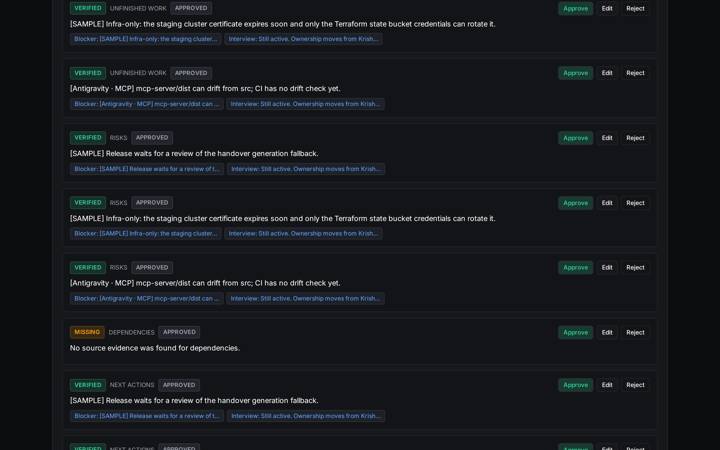 VERIFIED UNFINISHED WORK APPROVED Approve Edit Reject
[SAMPLE] Infra-only: the staging cluster certificate expires soon and only the Terraform state bucket credentials can rotate it.
Blocker: [SAMPLE] Infra-only: the staging cluster... Interview: Still active. Ownership moves from Krish...
VERIFIED UNFINISHED WORK APPROVED Approve Edit Reject
[Antigravity · MCP] mcp-server/dist can drift from src; CI has no drift check yet.
Blocker: [Antigravity · MCP] mcp-server/dist can ... Interview: Still active. Ownership moves from Krish...
VERIFIED RISKS APPROVED Approve Edit Reject
[SAMPLE] Release waits for a review of the handover generation fallback.
Blocker: [SAMPLE] Release waits for a review of t... Interview: Still active. Ownership moves from Krish...
VERIFIED RISKS APPROVED Approve Edit Reject
[SAMPLE] Infra-only: the staging cluster certificate expires soon and only the Terraform state bucket credentials can rotate it.
Blocker: [SAMPLE] Infra-only: the staging cluster... Interview: Still active. Ownership moves from Krish...
VERIFIED RISKS APPROVED Approve Edit Reject
[Antigravity · MCP] mcp-server/dist can drift from src; CI has no drift check yet.
Blocker: [Antigravity · MCP] mcp-server/dist can ... Interview: Still active. Ownership moves from Krish...
MISSING DEPENDENCIES APPROVED Approve Edit Reject
No source evidence was found for dependencies.
VERIFIED NEXT ACTIONS APPROVED Approve Edit Reject
[SAMPLE] Release waits for a review of the handover generation fallback.
Blocker: [SAMPLE] Release waits for a review of t... Interview: Still active. Ownership moves from Krish...
VERIFIED NEXT ACTIONS APPROVED Approve Edit Reject